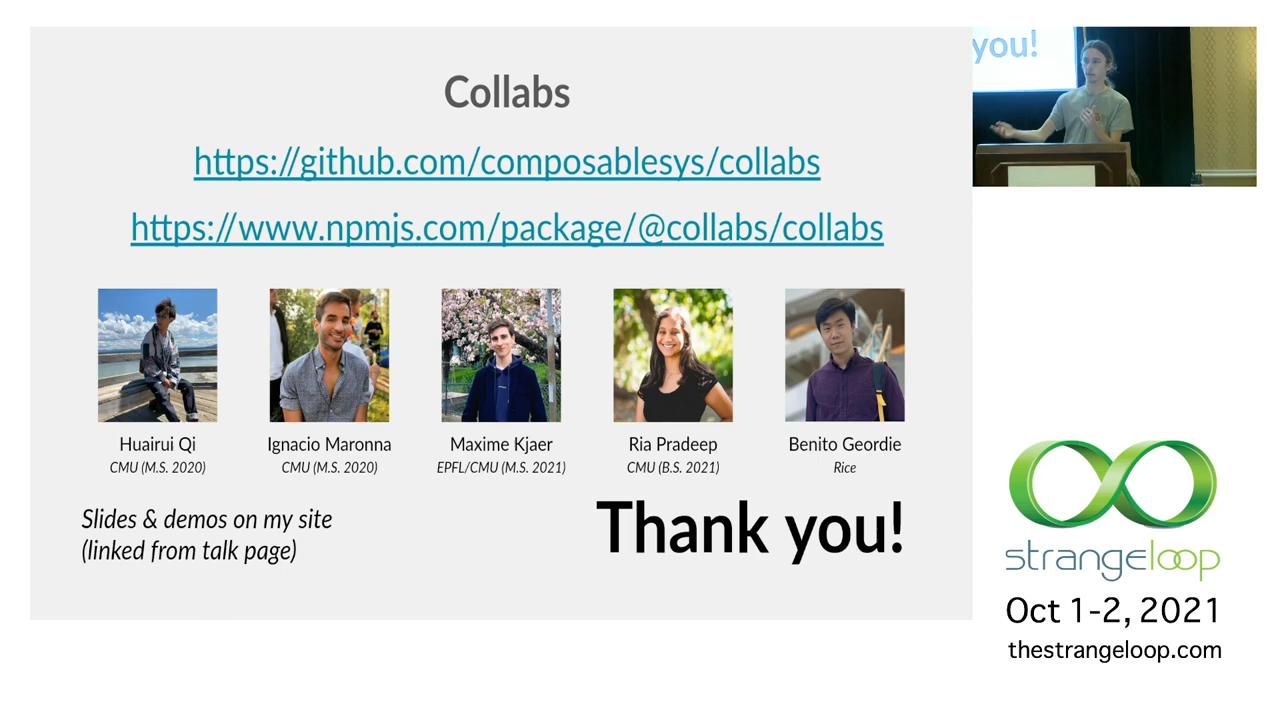 Collabs
https://github.com/composablesys/collabs
https://www.npmjs.com/package/@collabs/collabs
Huairui Qi
CMU (M.S. 2020)
Ignacio Maronna
CMU (M.S. 2020)
Maxime Kjaer
EPFL/CMU (M.S. 2021)
Ria Pradeep
CMU (B.S. 2021)
Benito Geordie
Rice
Slides & demos on my site
(linked from talk page)
Thank you!
you!
strangeloop
Oct 1-2, 2021
thestrangeloop.com